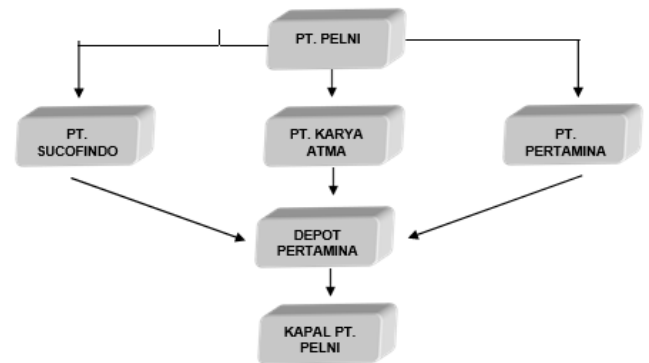 PT. PELNI
PT.
SUCOFINDO
PT. KARYA
ATMA
PT.
PERTAMINA
DEPOT
PERTAMINA
KAPAL PT.
PELNI